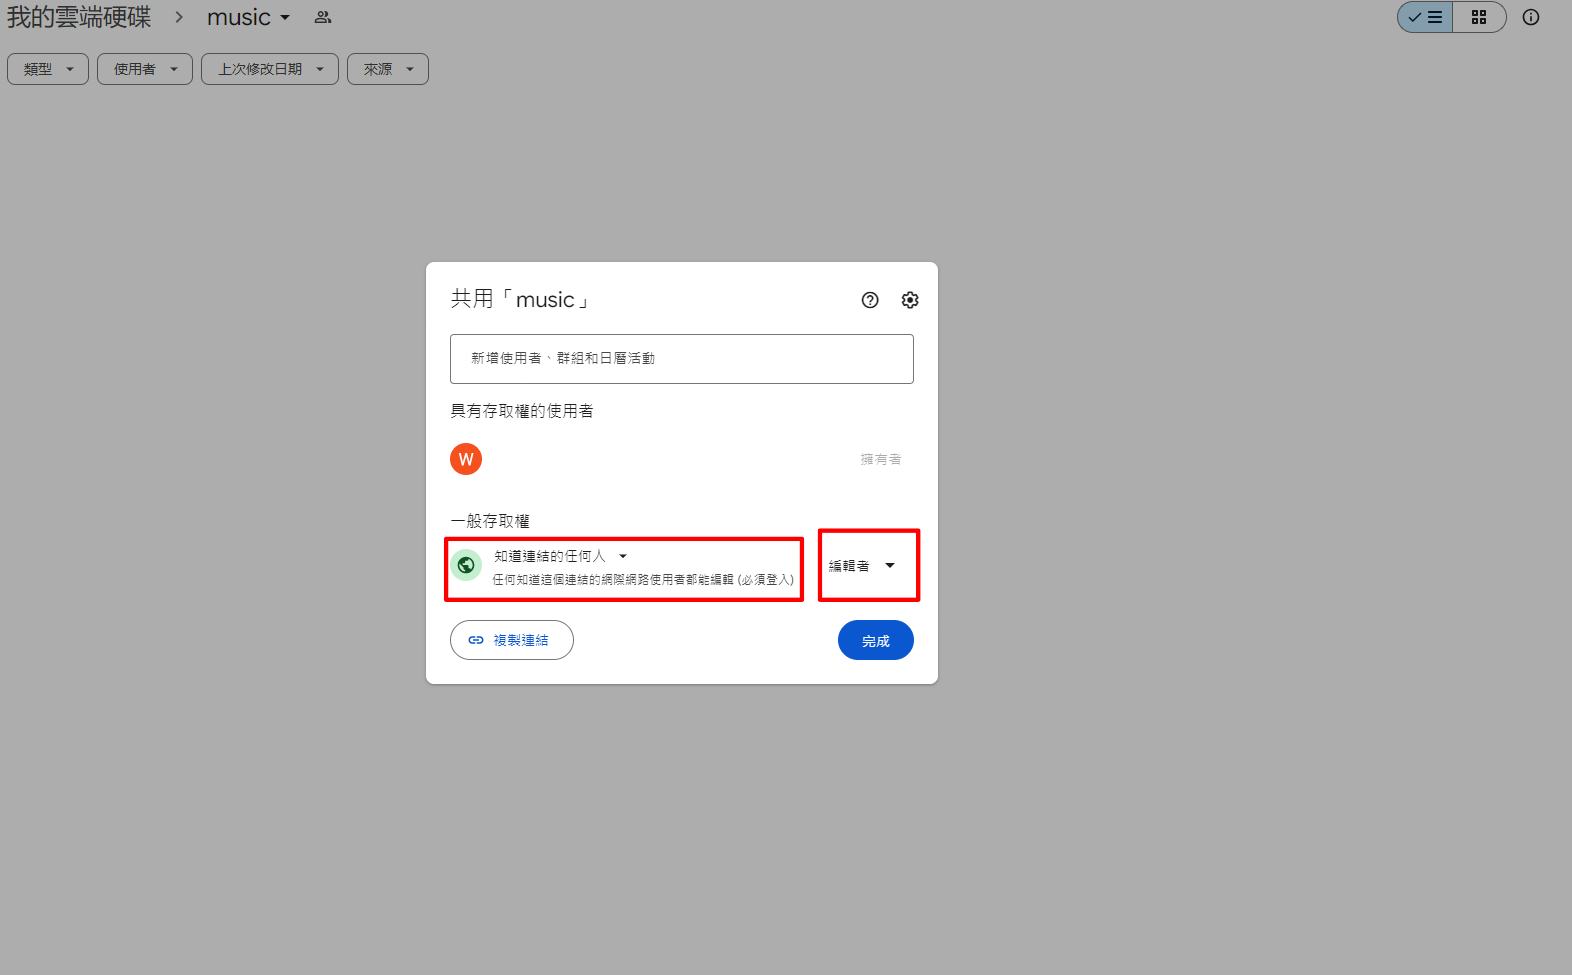 我的雲端硬碟 > music
類型 使用者 上次修改日期 來源
共用「music」
新增使用者、群組和日曆活動
具有存取權的使用者
W 擁有者
一般存取權
知道連結的任何人
編輯者
任何知道這個連結的網際網路使用者都能編輯 (必須登入)
複製連結 完成